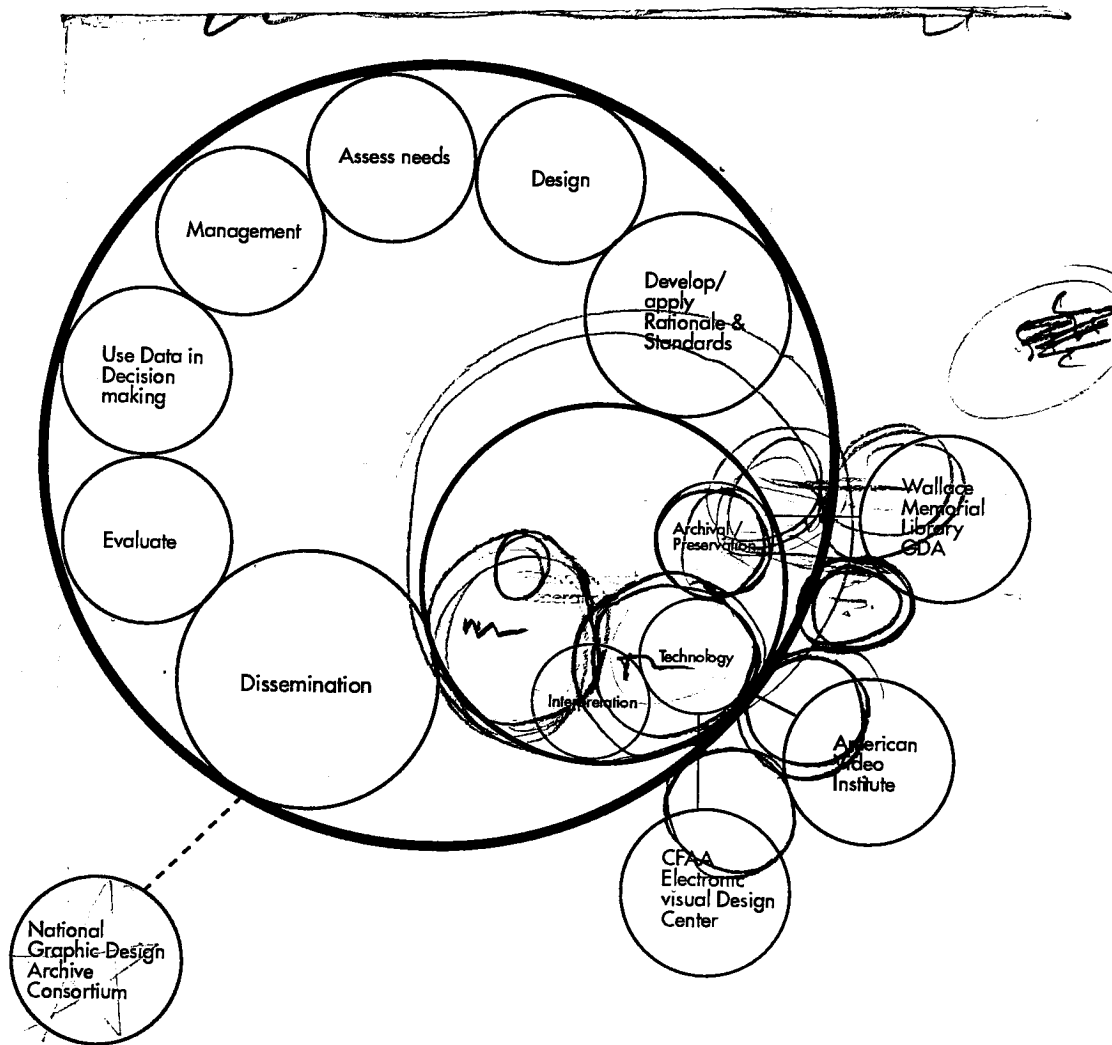 Assess needs
Design
Management
Develop/
apply
Rationale &
Standards
Use Data in
Decision
making
Wallace
Memorial
Library
GDA
Archival/
Preservation
Evaluate
Technology
Dissemination
Interpretation
American
Video
Institute
CFAA
Electronic
visual Design
Center
National
Graphic Design
Archive
Consortium